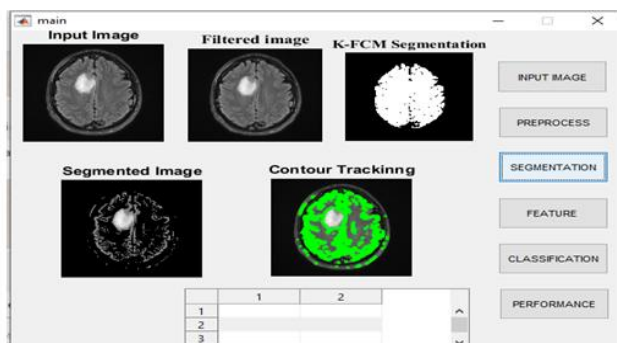 main
Input Image
Filtered image
K-FCM Segmentation
INPUT IMAGE
PREPROCESS
Segmented Image
Contour Trackinng
SEGMENTATION
FEATURE
CLASSIFICATION
PERFORMANCE
1 2
1
2
3